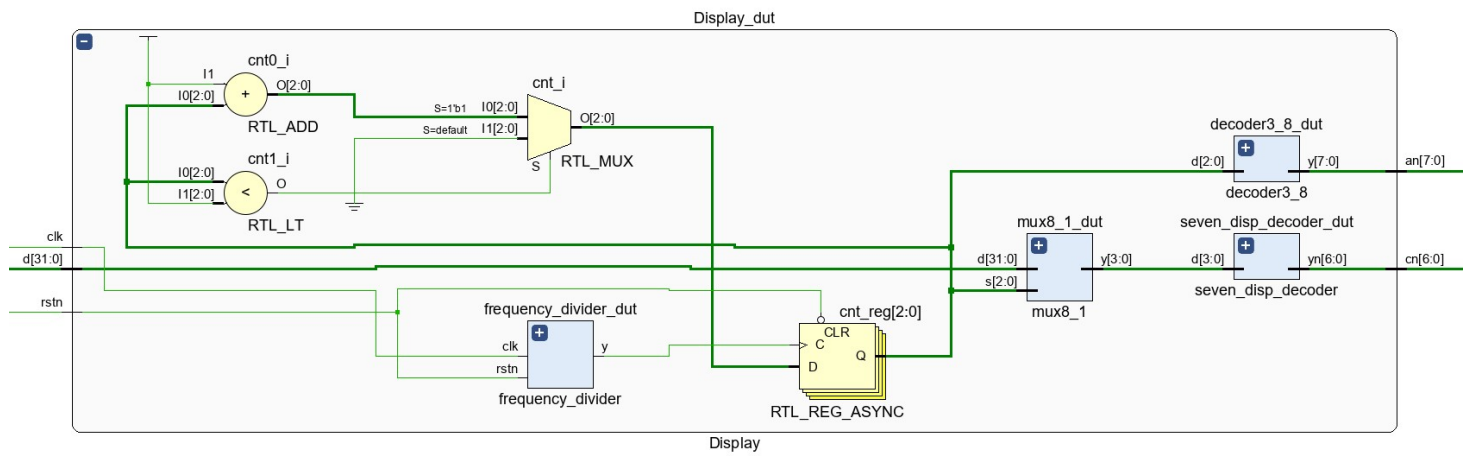 Display_dut
cnt0_i
I1
I0[2:0]
+
O[2:0]
RTL_ADD
cnt1_i
I0[2:0]
I1[2:0]
<
O
RTL_LT
cnt_i
S=1'b1
I0[2:0]
S=default
I1[2:0]
O[2:0]
S
RTL_MUX
decoder3_8_dut
d[2:0]
y[7:0]
decoder3_8
an[7:0]
clk
d[31:0]
rstn
mux8_1_dut
d[31:0]
s[2:0]
y[3:0]
mux8_1
seven_disp_decoder_dut
d[3:0]
yn[6:0]
seven_disp_decoder
cn[6:0]
frequency_divider_dut
clk
rstn
y
frequency_divider
cnt_reg[2:0]
CLR
C
D
Q
RTL_REG_ASYNC
Display